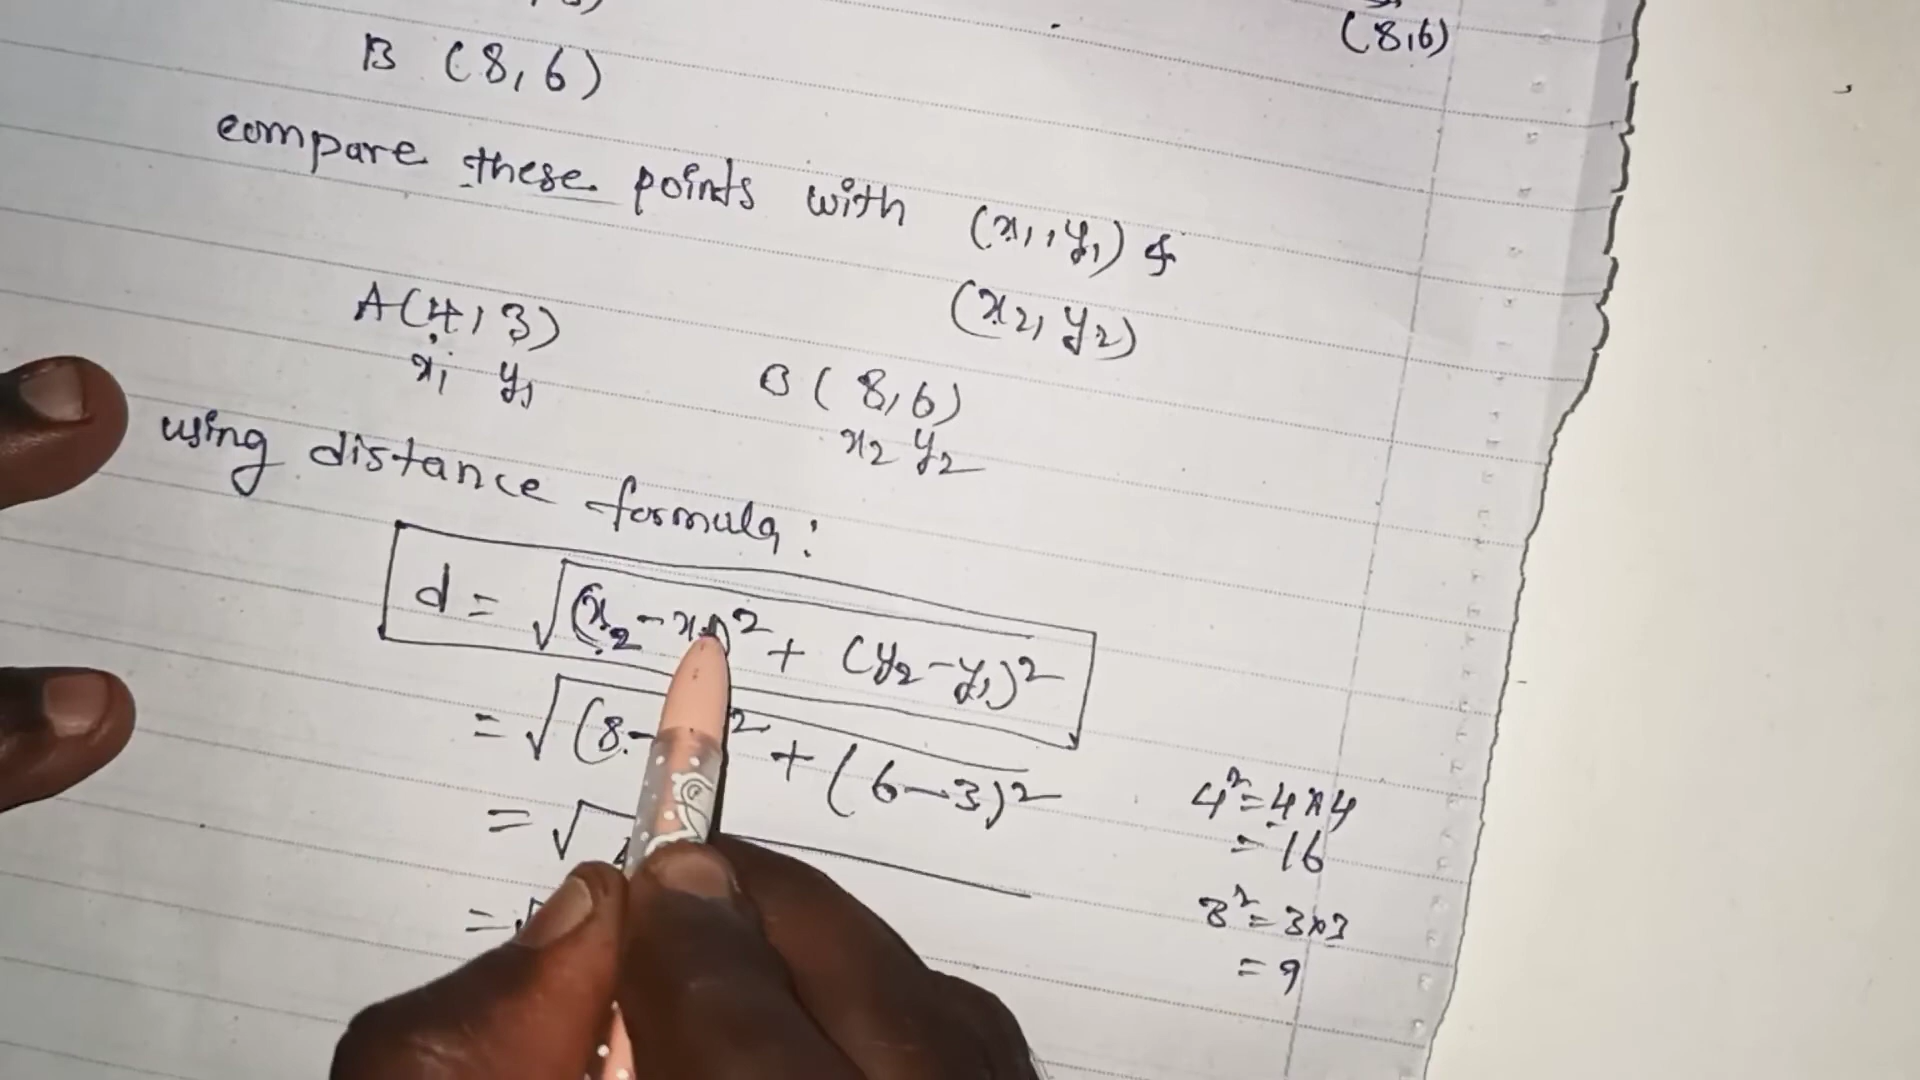 (8,6)
B (8,6)
compare these points with (x₁, y₁) &
(x₂, y₂)
A(4, 3)
x₁ y₁
B (8,6)
x₂ y₂
using distance formula:
d = √(x₂-x₁)² + (y₂-y₁)²
= √(8- ² + (6-3)²
= √
= √
4² = 4×4
= 16
3² = 3×3
= 9